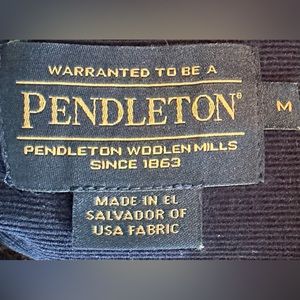 WARRANTED TO BE A
PENDLETON®
M
PENDLETON WOOLEN MILLS
SINCE 1863
MADE IN EL
SALVADOR OF
USA FABRIC